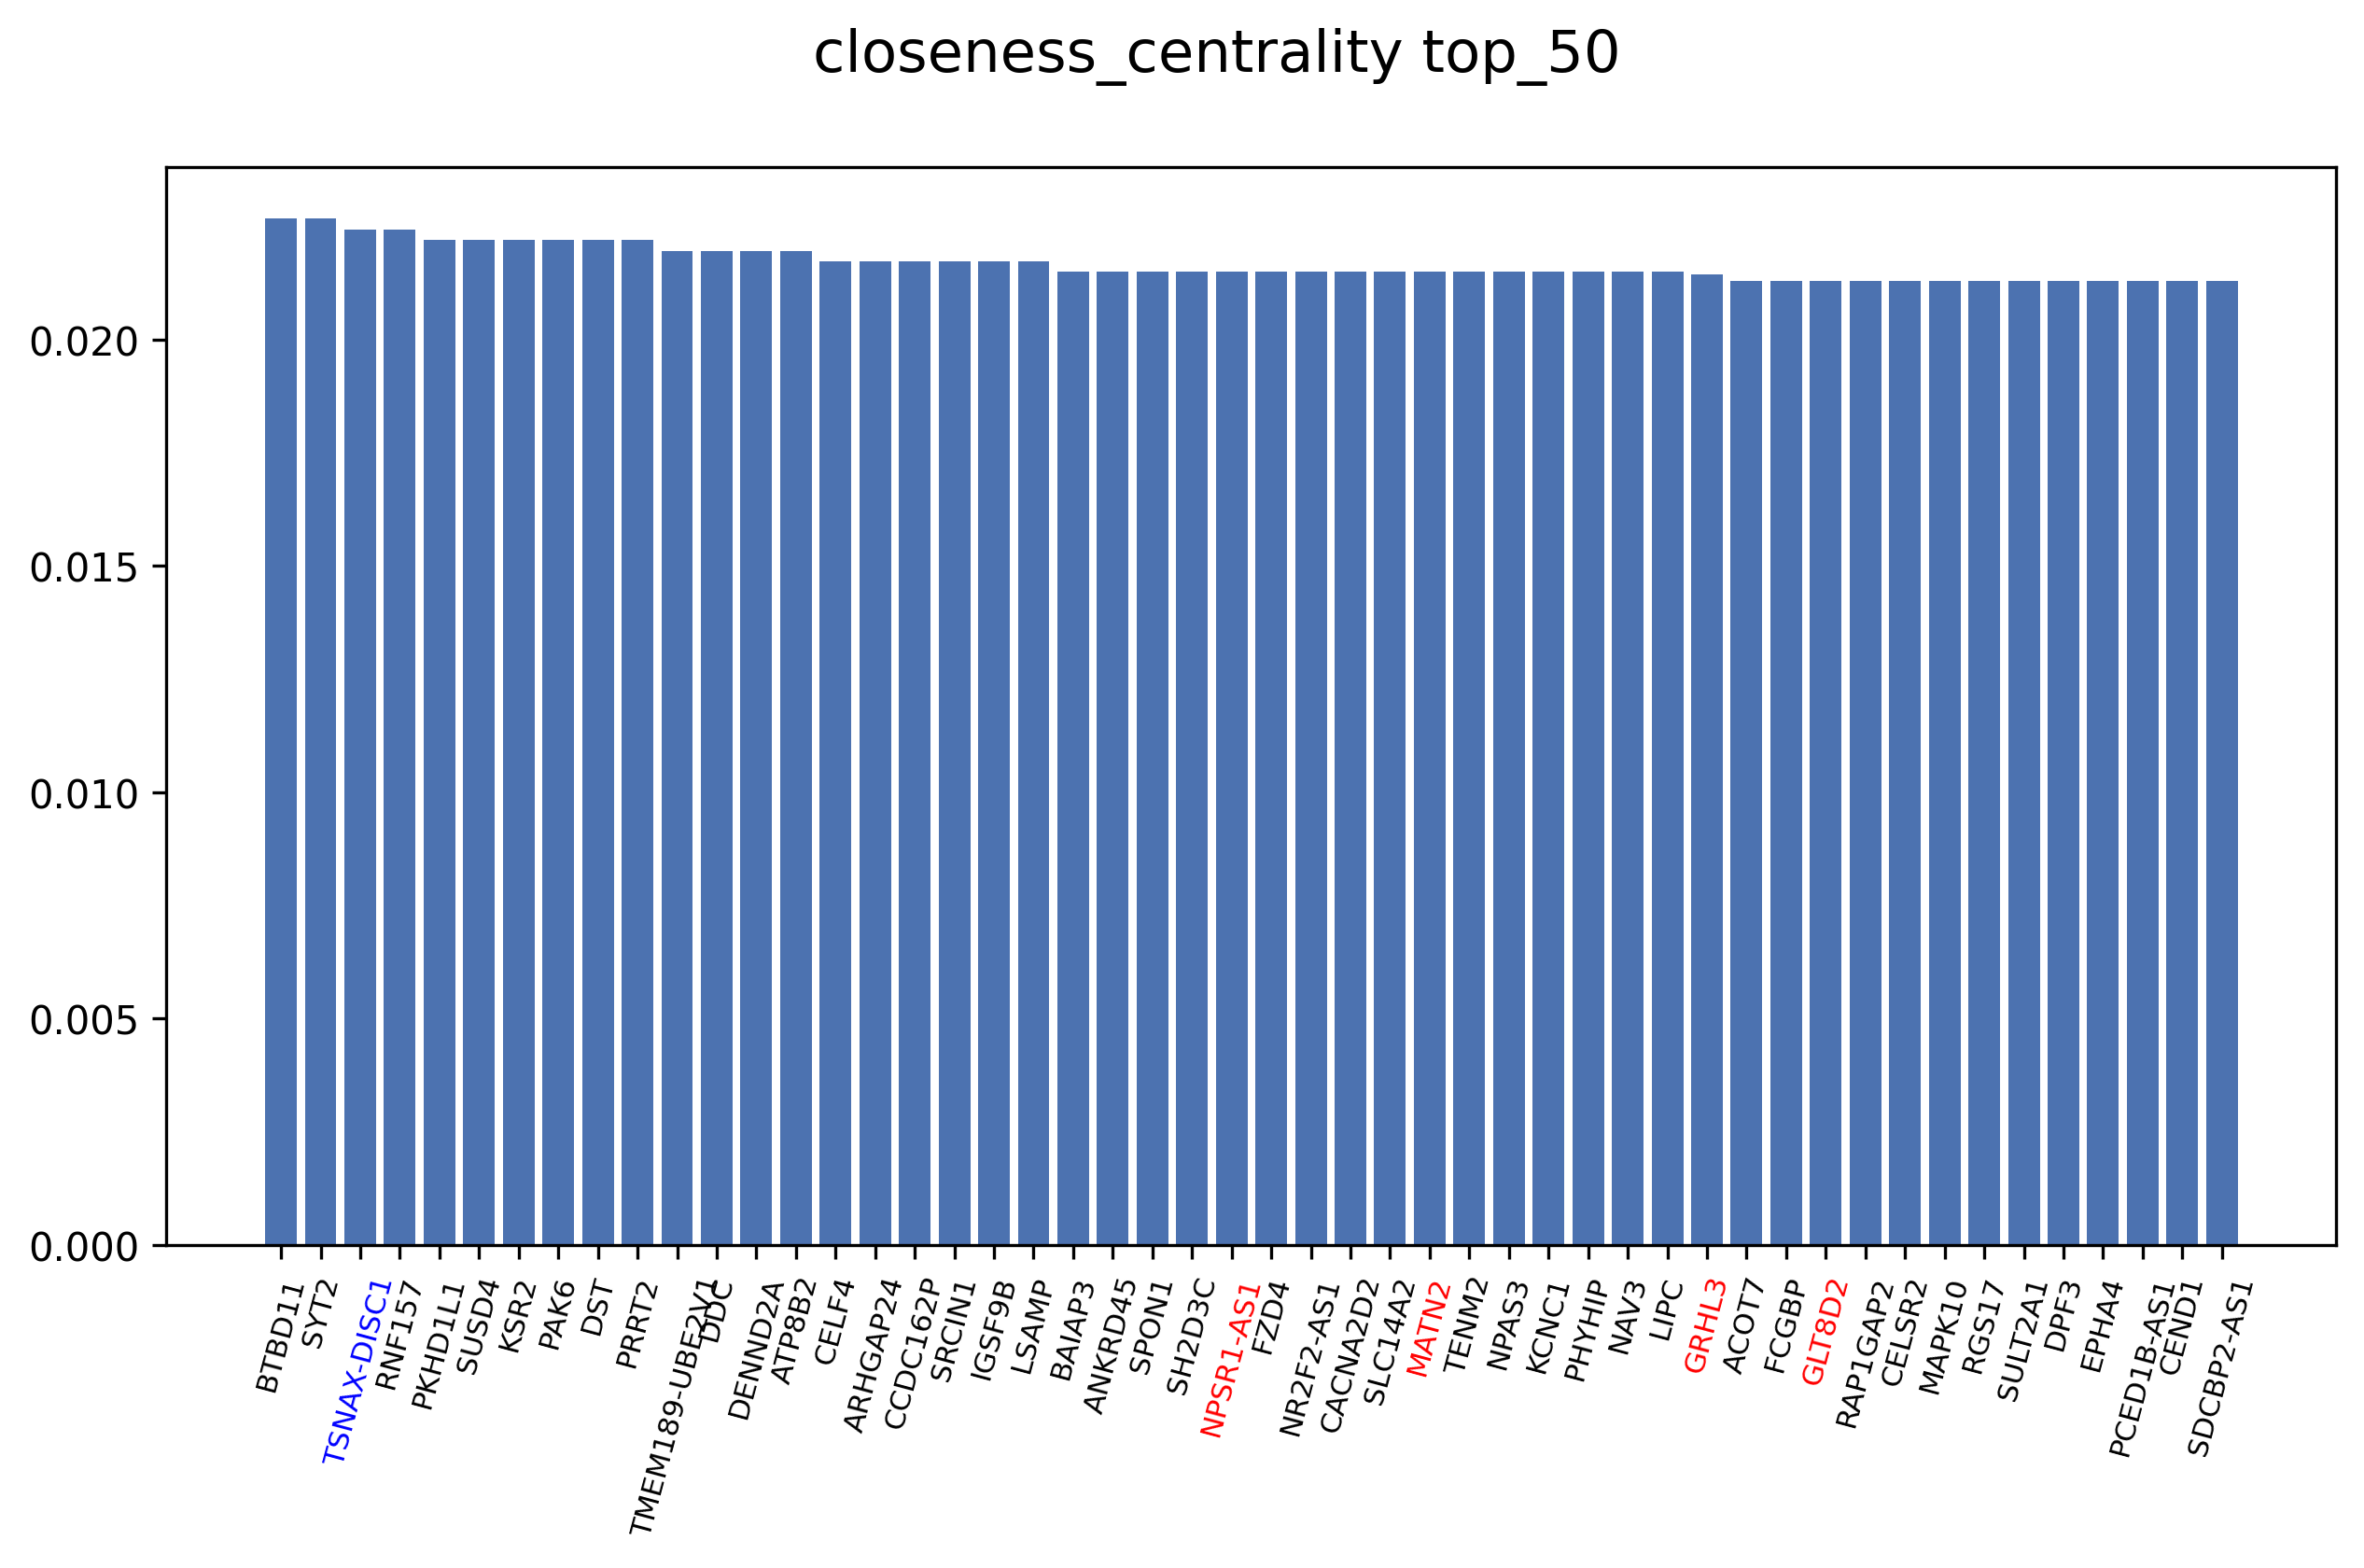 closeness_centrality top_50
0.020
0.015
0.010
0.005
0.000
BTBD11
SYT2
TSNAX-DISC1
RNF157
PKHD1L1
SUSD4
KSR2
PAK6
DST
PRRT2
TMEM189-UBE2V1
DDC
DENND2A
ATP8B2
CELF4
ARHGAP24
CCDC162P
SRCIN1
IGSF9B
LSAMP
BAIAP3
ANKRD45
SPON1
SH2D3C
NPSR1-AS1
FZD4
NR2F2-AS1
CACNA2D2
SLC14A2
MATN2
TENM2
NPAS3
KCNC1
PHYHIP
NAV3
LIPC
GRHL3
ACOT7
FCGBP
GLT8D2
RAP1GAP2
CELSR2
MAPK10
RGS17
SULT2A1
DPF3
EPHA4
PCED1B-AS1
CEND1
SDCBP2-AS1